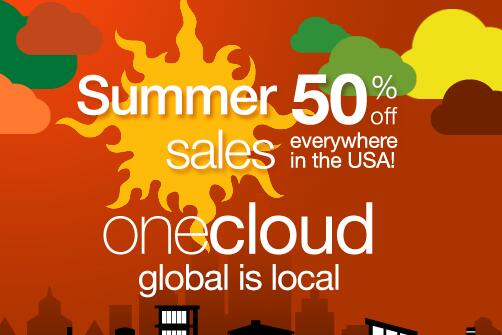 Summer 50% off
sales everywhere
in the USA!
onecloud
global is local